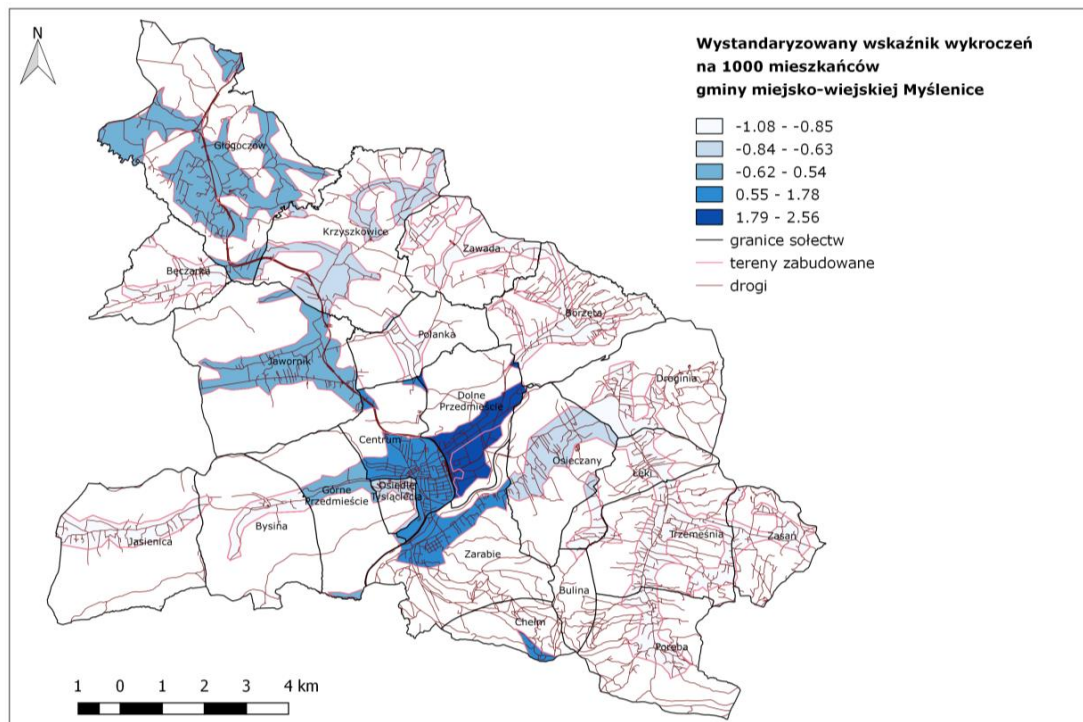 N
Wystandaryzowany wskaźnik wykroczeń
na 1000 mieszkańców
gminy miejsko-wiejskiej Myślenice
-1.08 - -0.85
-0.84 - -0.63
-0.62 - 0.54
0.55 - 1.78
1.79 - 2.56
granice sołectw
tereny zabudowane
drogi
Głogoczów
Krzyszkowice
Zawada
Bęczarka
Borzęta
Polanka
Jawornik
Droginia
Dolne
Przedmieście
Centrum
Osieczany
Łęki
Osiedle
Tysiąclecia
Górne
Przedmieście
Bysina
Jasienica
Trzemeśnia
Zasań
Zarabie
Bulina
Chełm
Poręba
1 0 1 2 3 4 km